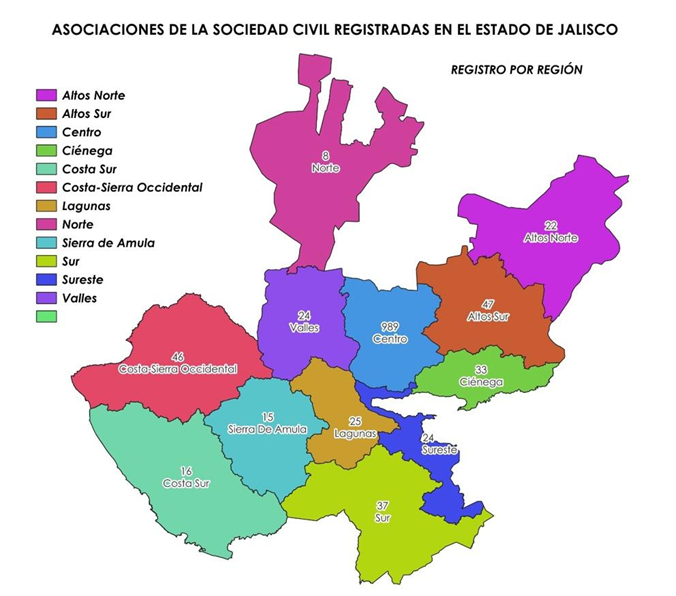 ASOCIACIONES DE LA SOCIEDAD CIVIL REGISTRADAS EN EL ESTADO DE JALISCO
REGISTRO POR REGIÓN
Altos Norte
Altos Sur
Centro
Ciénega
Costa Sur
Costa-Sierra Occidental
Lagunas
Norte
Sierra de Amula
Sur
Sureste
Valles
8
Norte
22
Altos Norte
24
Valles
989
Centro
47
Altos Sur
46
Costa-Sierra Occidental
33
Ciénega
15
Sierra De Amula
25
Lagunas
24
Sureste
16
Costa Sur
37
Sur